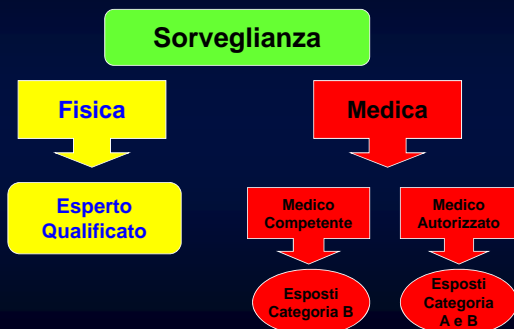 Sorveglianza
Fisica
Medica
Esperto
Qualificato
Medico
Competente
Medico
Autorizzato
Esposti
Categoria B
Esposti
Categoria
A e B